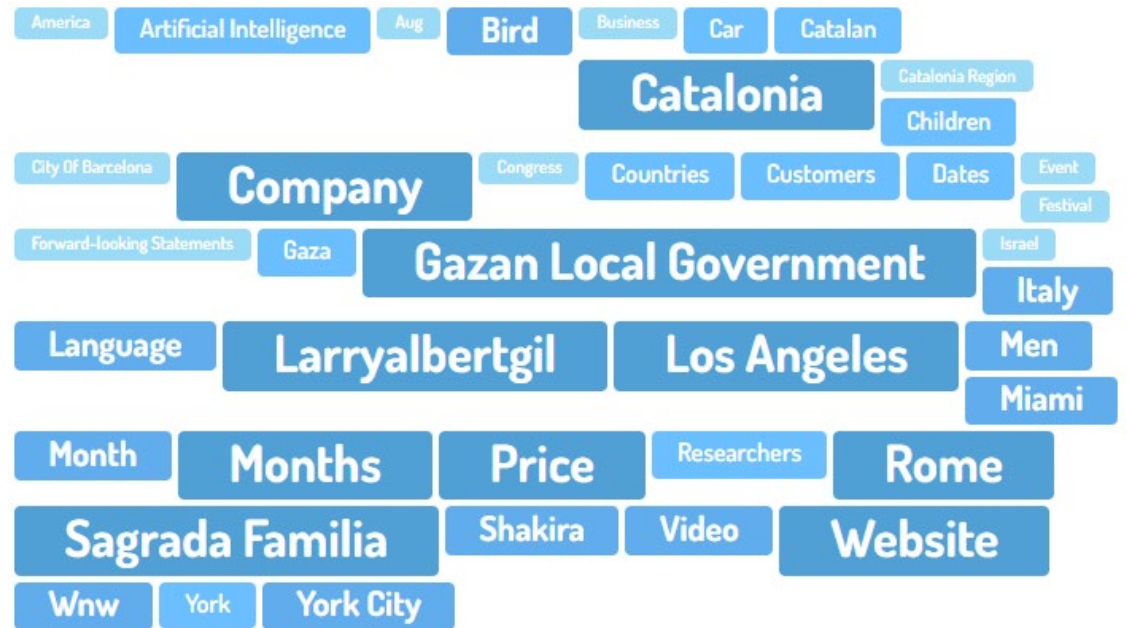 America Artificial Intelligence Aug Bird Business Car Catalan
Catalonia Catalonia Region
Children
City Of Barcelona Company Congress Countries Customers Dates Event
Festival
Forward-looking Statements Gaza Gazan Local Government Israel
Italy
Language Larryalbertgil Los Angeles Men
Miami
Month Months Price Researchers Rome
Sagrada Familia Shakira Video Website
Wnw York York City